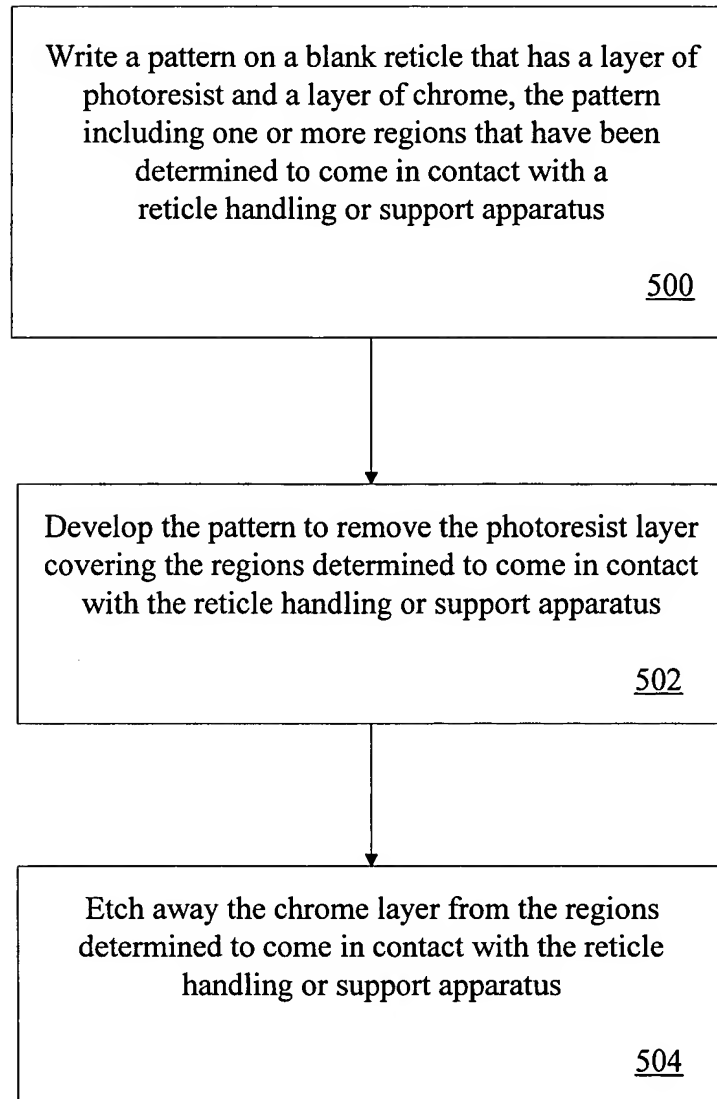 Write a pattern on a blank reticle that has a layer of
photoresist and a layer of chrome, the pattern
including one or more regions that have been
determined to come in contact with a
reticle handling or support apparatus
500
Develop the pattern to remove the photoresist layer
covering the regions determined to come in contact
with the reticle handling or support apparatus
502
Etch away the chrome layer from the regions
determined to come in contact with the reticle
handling or support apparatus
504